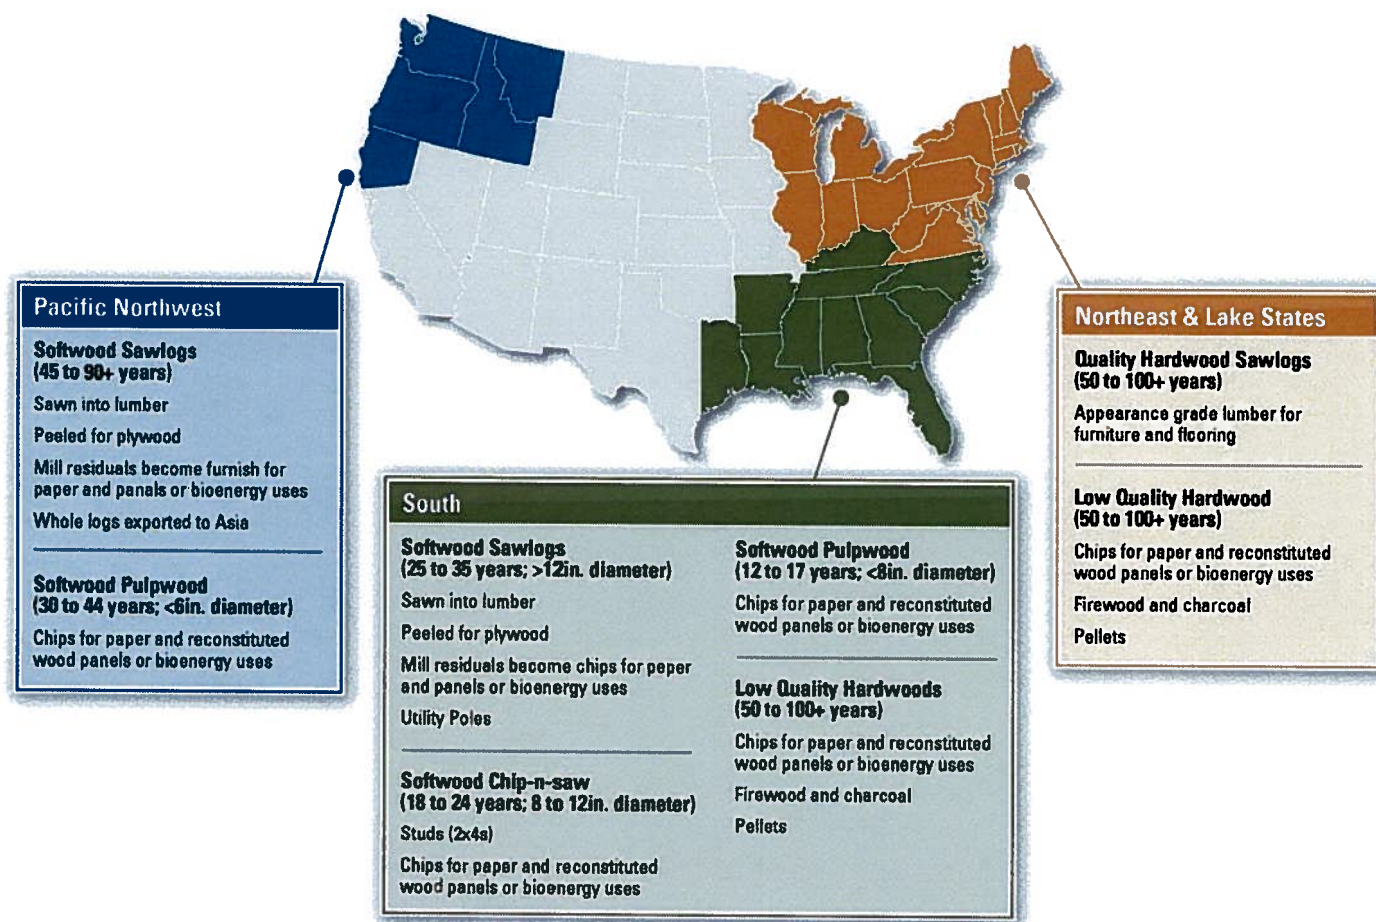 Pacific Northwest
Softwood Sawlogs
(45 to 90+ years)
Sawn into lumber
Peeled for plywood
Mill residuals become furnish for
paper and panels or bioenergy uses
Whole logs exported to Asia
Softwood Pulpwood
(30 to 44 years; <6in. diameter)
Chips for paper and reconstituted
wood panels or bioenergy uses
South
Softwood Sawlogs
(25 to 35 years; >12in. diameter)
Sawn into lumber
Peeled for plywood
Mill residuals become chips for peper
and panels or bioenergy uses
Utility Poles
Softwood Chip-n-saw
(18 to 24 years; 8 to 12in. diameter)
Studs (2x4s)
Chips for paper and reconstituted
wood panels or bioenergy uses
Softwood Pulpwood
(12 to 17 years; <8in. diameter)
Chips for paper and reconstituted
wood panels or bioenergy uses
Low Quality Hardwoods
(50 to 100+ years)
Chips for paper and reconstituted
wood panels or bioenergy uses
Firewood and charcoal
Pellets
Northeast & Lake States
Quality Hardwood Sawlogs
(50 to 100+ years)
Appearance grade lumber for
furniture and flooring
Low Quality Hardwood
(50 to 100+ years)
Chips for paper and reconstituted
wood panels or bioenergy uses
Firewood and charcoal
Pellets